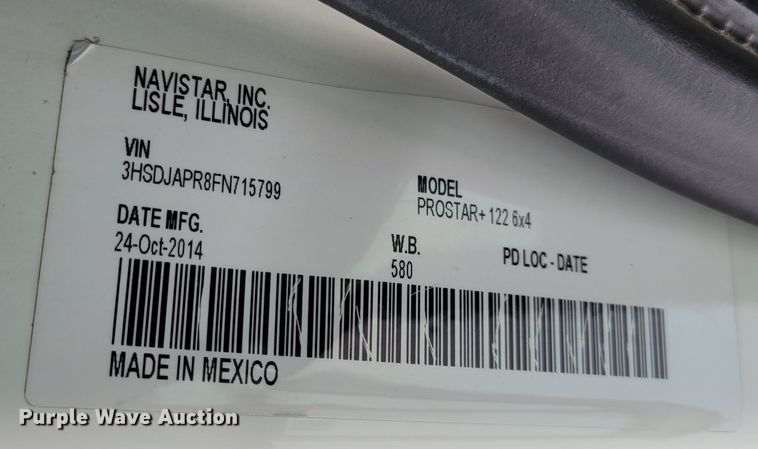 NAVISTAR, INC.
LISLE, ILLINOIS
VIN
3HSDJAPR8FN715799
MODEL
PROSTAR+ 122 6x4
DATE MFG.
24-Oct-2014
W.B.
580
PD LOC - DATE
MADE IN MEXICO
Purple Wave Auction